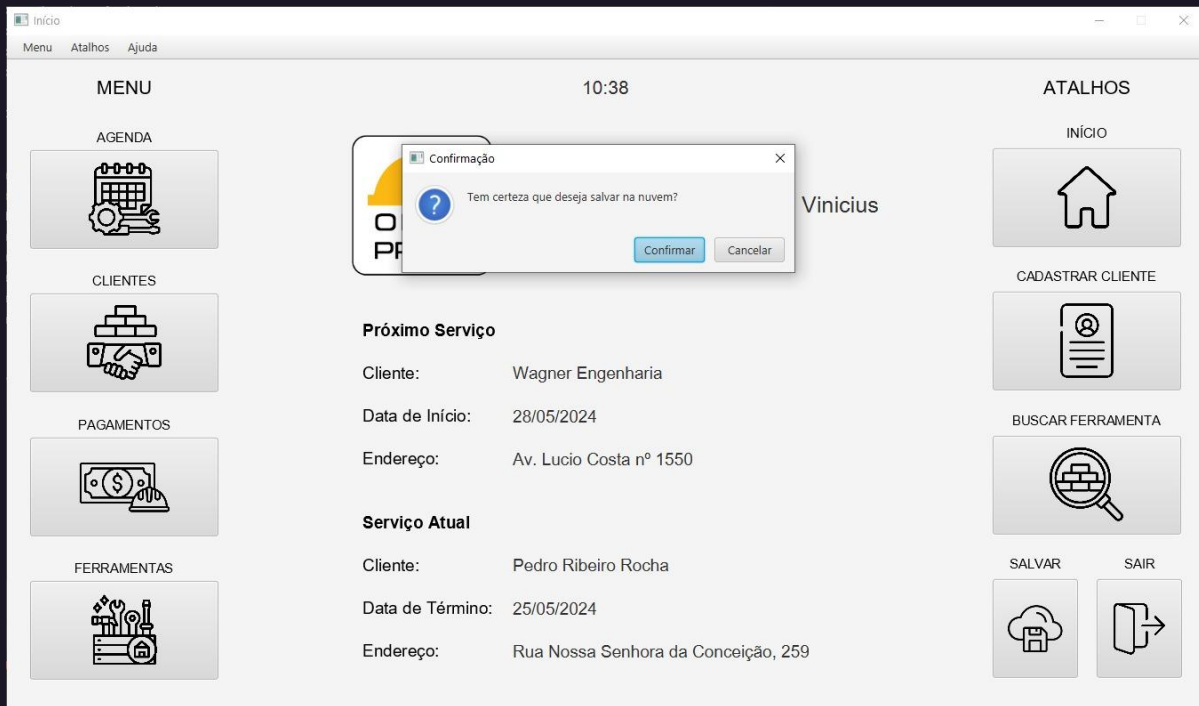 Início
Menu Atalhos Ajuda
MENU
10:38
ATALHOS
AGENDA
INÍCIO
Confirmação
Tem certeza que deseja salvar na nuvem?
Confirmar Cancelar
Vinicius
CLIENTES
CADASTRAR CLIENTE
Próximo Serviço
Cliente: Wagner Engenharia
Data de Início: 28/05/2024
Endereço: Av. Lucio Costa nº 1550
PAGAMENTOS
BUSCAR FERRAMENTA
Serviço Atual
Cliente: Pedro Ribeiro Rocha
Data de Término: 25/05/2024
Endereço: Rua Nossa Senhora da Conceição, 259
FERRAMENTAS
SALVAR SAIR